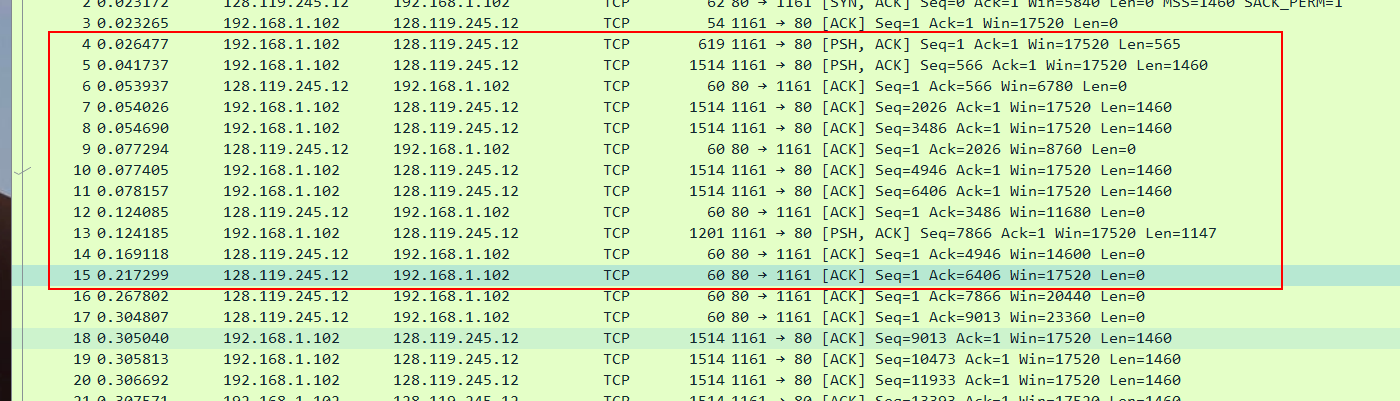 2 0.023172 128.119.245.12 192.168.1.102 TCP 62 80 → 1161 [SYN, ACK] Seq=0 Ack=1 Win=5840 Len=0 MSS=1460 SACK_PERM=1
3 0.023265 192.168.1.102 128.119.245.12 TCP 54 1161 → 80 [ACK] Seq=1 Ack=1 Win=17520 Len=0
4 0.026477 192.168.1.102 128.119.245.12 TCP 619 1161 → 80 [PSH, ACK] Seq=1 Ack=1 Win=17520 Len=565
5 0.041737 192.168.1.102 128.119.245.12 TCP 1514 1161 → 80 [PSH, ACK] Seq=566 Ack=1 Win=17520 Len=1460
6 0.053937 128.119.245.12 192.168.1.102 TCP 60 80 → 1161 [ACK] Seq=1 Ack=566 Win=6780 Len=0
7 0.054026 192.168.1.102 128.119.245.12 TCP 1514 1161 → 80 [ACK] Seq=2026 Ack=1 Win=17520 Len=1460
8 0.054690 192.168.1.102 128.119.245.12 TCP 1514 1161 → 80 [ACK] Seq=3486 Ack=1 Win=17520 Len=1460
9 0.077294 128.119.245.12 192.168.1.102 TCP 60 80 → 1161 [ACK] Seq=1 Ack=2026 Win=8760 Len=0
10 0.077405 192.168.1.102 128.119.245.12 TCP 1514 1161 → 80 [ACK] Seq=4946 Ack=1 Win=17520 Len=1460
11 0.078157 192.168.1.102 128.119.245.12 TCP 1514 1161 → 80 [ACK] Seq=6406 Ack=1 Win=17520 Len=1460
12 0.124085 128.119.245.12 192.168.1.102 TCP 60 80 → 1161 [ACK] Seq=1 Ack=3486 Win=11680 Len=0
13 0.124185 192.168.1.102 128.119.245.12 TCP 1201 1161 → 80 [PSH, ACK] Seq=7866 Ack=1 Win=17520 Len=1147
14 0.169118 128.119.245.12 192.168.1.102 TCP 60 80 → 1161 [ACK] Seq=1 Ack=4946 Win=14600 Len=0
15 0.217299 128.119.245.12 192.168.1.102 TCP 60 80 → 1161 [ACK] Seq=1 Ack=6406 Win=17520 Len=0
16 0.267802 128.119.245.12 192.168.1.102 TCP 60 80 → 1161 [ACK] Seq=1 Ack=7866 Win=20440 Len=0
17 0.304807 128.119.245.12 192.168.1.102 TCP 60 80 → 1161 [ACK] Seq=1 Ack=9013 Win=23360 Len=0
18 0.305040 192.168.1.102 128.119.245.12 TCP 1514 1161 → 80 [ACK] Seq=9013 Ack=1 Win=17520 Len=1460
19 0.305813 192.168.1.102 128.119.245.12 TCP 1514 1161 → 80 [ACK] Seq=10473 Ack=1 Win=17520 Len=1460
20 0.306692 192.168.1.102 128.119.245.12 TCP 1514 1161 → 80 [ACK] Seq=11933 Ack=1 Win=17520 Len=1460
21 0.307571 192.168.1.102 128.119.245.12 TCP 1514 1161 → 80 [ACK] Seq=13393 Ack=1 Win=17520 Len=1460